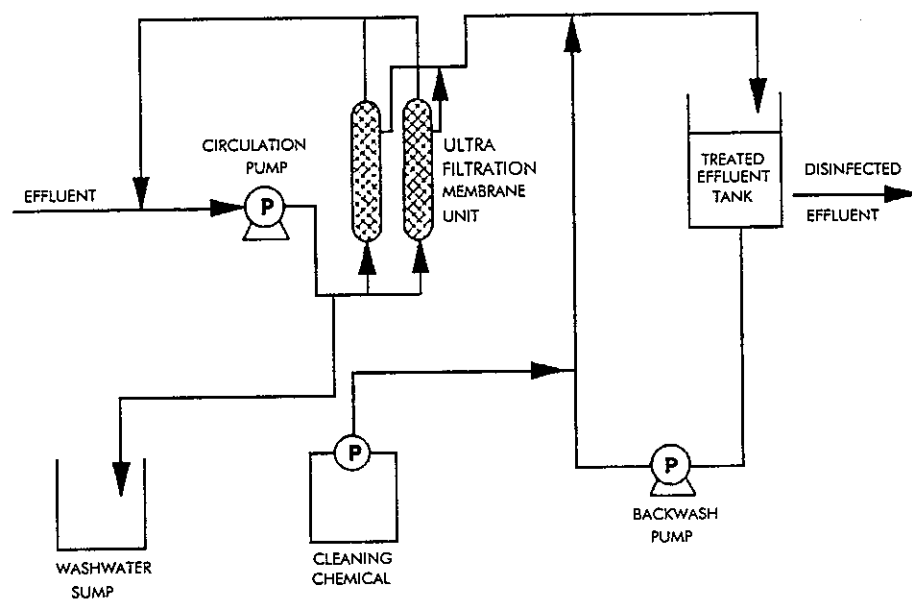 CIRCULATION
PUMP
EFFLUENT
P
ULTRA
FILTRATION
MEMBRANE
UNIT
TREATED
EFFLUENT
TANK
DISINFECTED
EFFLUENT
P
P
WASHWATER
SUMP
CLEANING
CHEMICAL
BACKWASH
PUMP